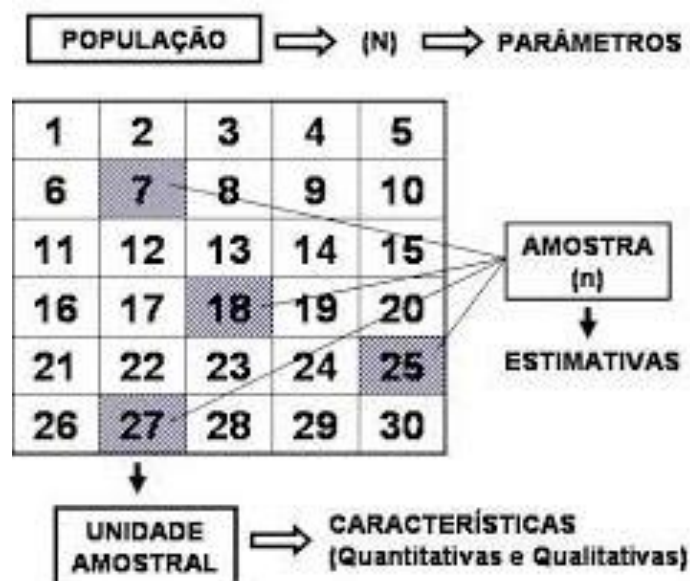 POPULAÇÃO (N) PARÂMETROS
1 2 3 4 5
6 7 8 9 10
11 12 13 14 15
16 17 18 19 20
21 22 23 24 25
26 27 28 29 30
AMOSTRA
(n)
ESTIMATIVAS
UNIDADE
AMOSTRAL
CARACTERÍSTICAS
(Quantitativas e Qualitativas)